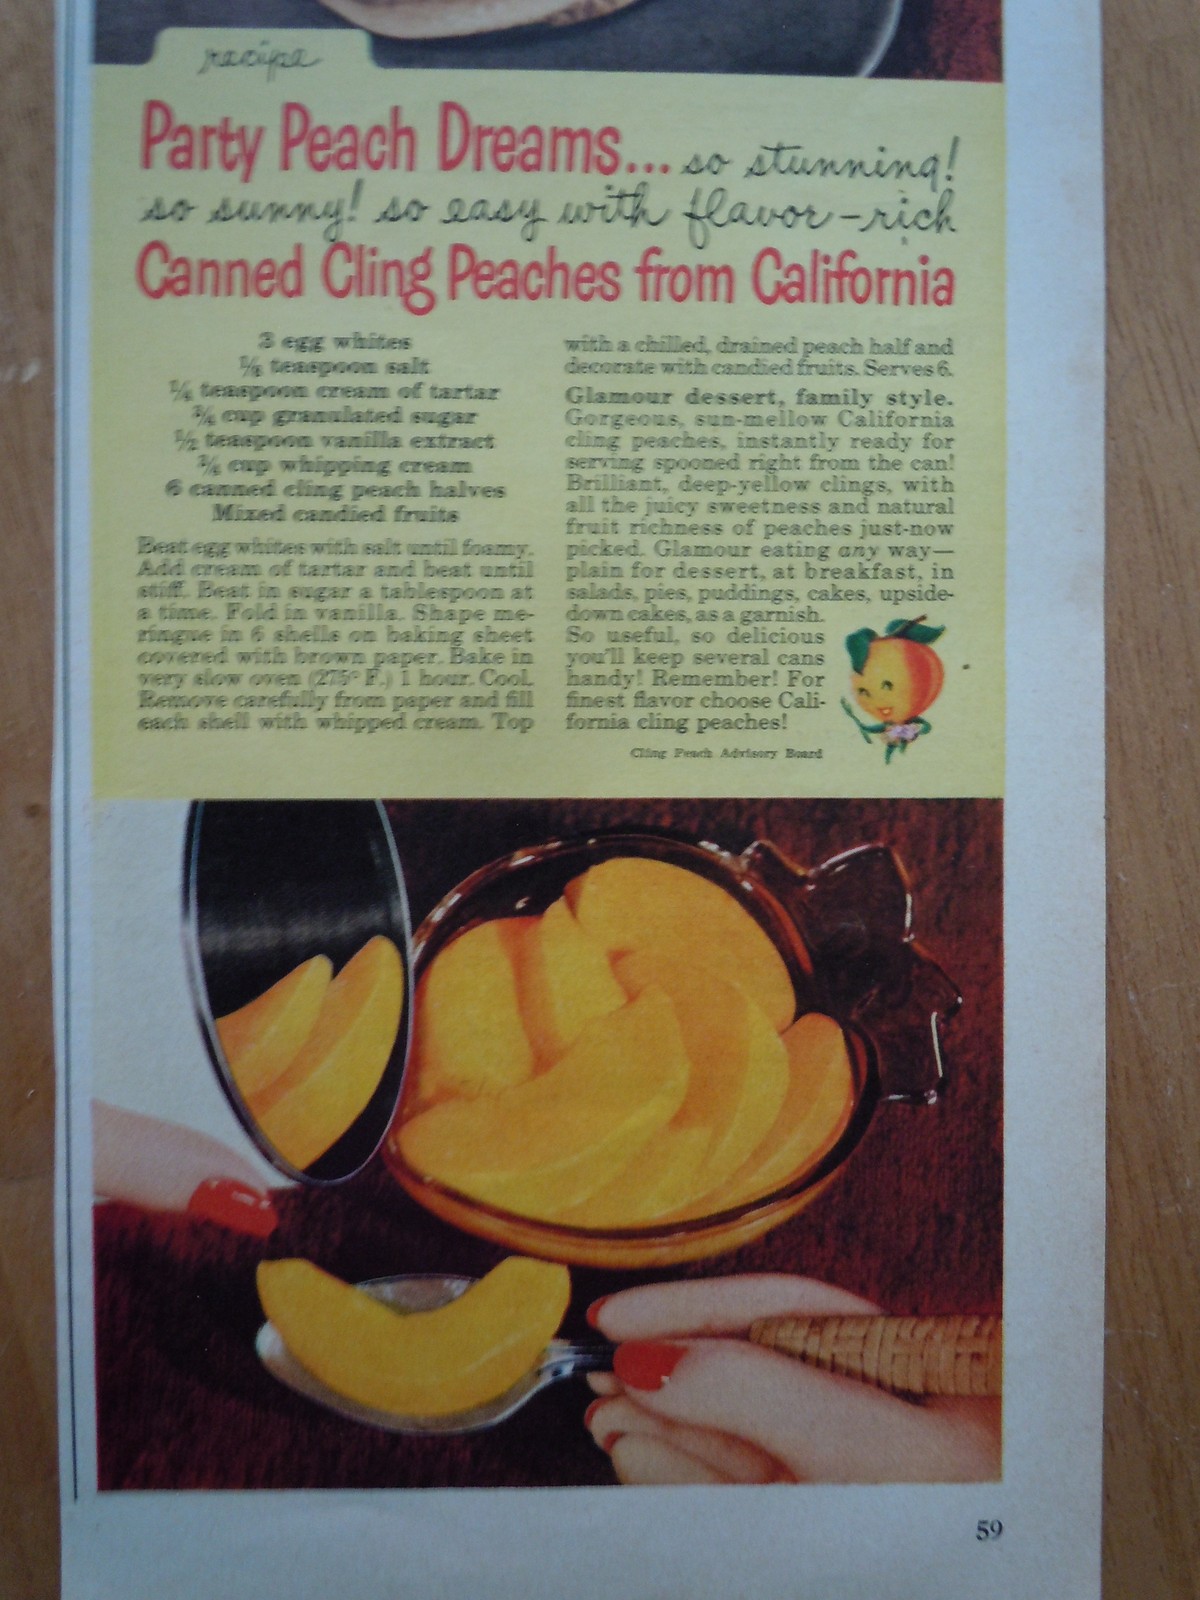 recipe
Party Peach Dreams... so stunning!
so sunny! so easy with flavor-rich
Canned Cling Peaches from California
3 egg whites
⅛ teaspoon salt
¼ teaspoon cream of tartar
¾ cup granulated sugar
½ teaspoon vanilla extract
¾ cup whipping cream
6 canned cling peach halves
Mixed candied fruits
Beat egg whites with salt until foamy.
Add cream of tartar and beat until
stiff. Beat in sugar a tablespoon at
a time. Fold in vanilla. Shape me-
ringue in 6 shells on baking sheet
covered with brown paper. Bake in
very slow oven (275° F.) 1 hour. Cool.
Remove carefully from paper and fill
each shell with whipped cream. Top
with a chilled, drained peach half and
decorate with candied fruits. Serves 6.
Glamour dessert, family style.
Gorgeous, sun-mellow California
cling peaches, instantly ready for
serving spooned right from the can!
Brilliant, deep-yellow clings, with
all the juicy sweetness and natural
fruit richness of peaches just-now
picked. Glamour eating any way—
plain for dessert, at breakfast, in
salads, pies, puddings, cakes, upside-
down cakes, as a garnish.
So useful, so delicious
you'll keep several cans
handy! Remember! For
finest flavor choose Cali-
fornia cling peaches!
Cling Peach Advisory Board
59